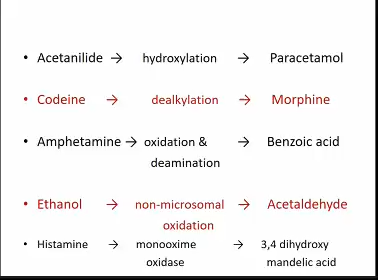 • Acetanilide → hydroxylation → Paracetamol
• Codeine → dealkylation → Morphine
• Amphetamine → oxidation & → Benzoic acid
deamination
• Ethanol → non-microsomal → Acetaldehyde
oxidation
• Histamine → monooxime → 3,4 dihydroxy
oxidase mandelic acid